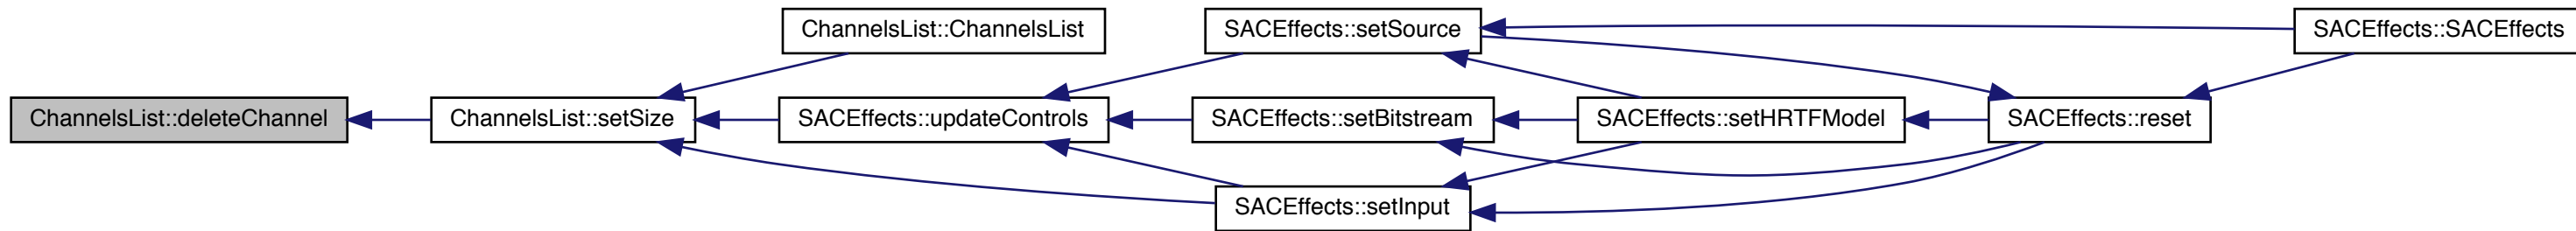 ChannelsList::ChannelsList
SACEffects::setSource
SACEffects::SACEffects
ChannelsList::deleteChannel
ChannelsList::setSize
SACEffects::updateControls
SACEffects::setBitstream
SACEffects::setHRTFModel
SACEffects::reset
SACEffects::setInput